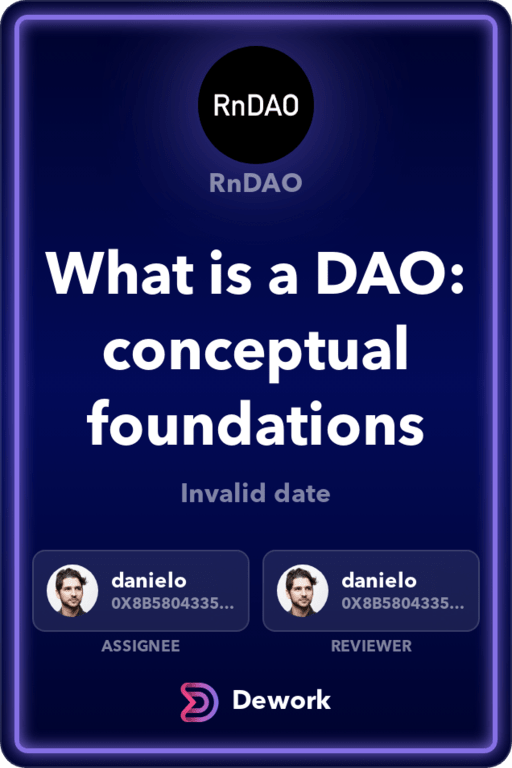 RnDAO
RnDAO
What is a DAO:
conceptual
foundations
Invalid date
danielo
0X8B5804335...
danielo
0X8B5804335...
ASSIGNEE
REVIEWER
Dework